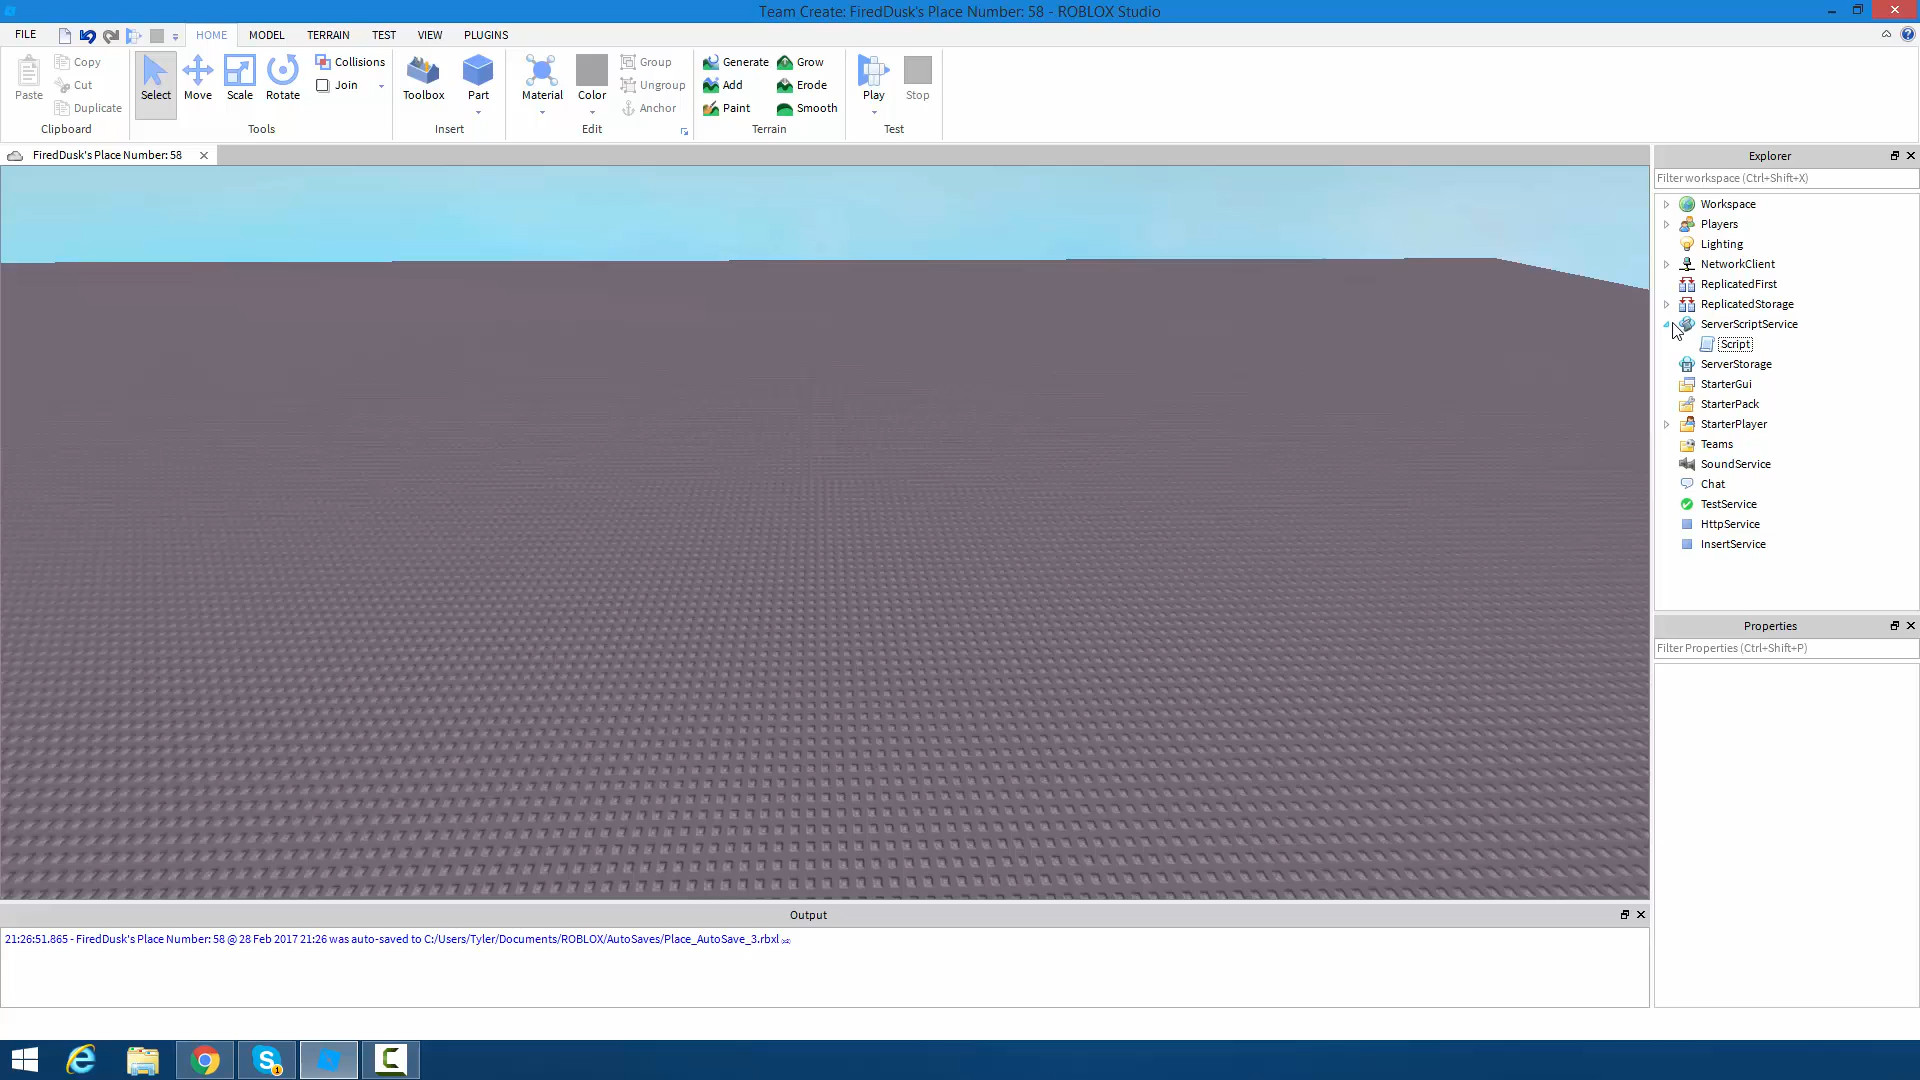 Team Create: FiredDusk's Place Number: 58 - ROBLOX Studio
FILE HOME MODEL TERRAIN TEST VIEW PLUGINS
Paste
Copy
Cut
Duplicate
Clipboard
Select Move Scale Rotate
Collisions
Join
Tools
Toolbox Part
Insert
Material Color
Group
Ungroup
Anchor
Edit
Generate Grow
Add Erode
Paint Smooth
Terrain
Play Stop
Test
FiredDusk's Place Number: 58
Explorer
Filter workspace (Ctrl+Shift+X)
Workspace
Players
Lighting
NetworkClient
ReplicatedFirst
ReplicatedStorage
ServerScriptService
Script
ServerStorage
StarterGui
StarterPack
StarterPlayer
Teams
SoundService
Chat
TestService
HttpService
InsertService
Properties
Filter Properties (Ctrl+Shift+P)
Output
21:26:51.865 - FiredDusk's Place Number: 58 @ 28 Feb 2017 21:26 was auto-saved to C:/Users/Tyler/Documents/ROBLOX/AutoSaves/Place_AutoSave_3.rbxl